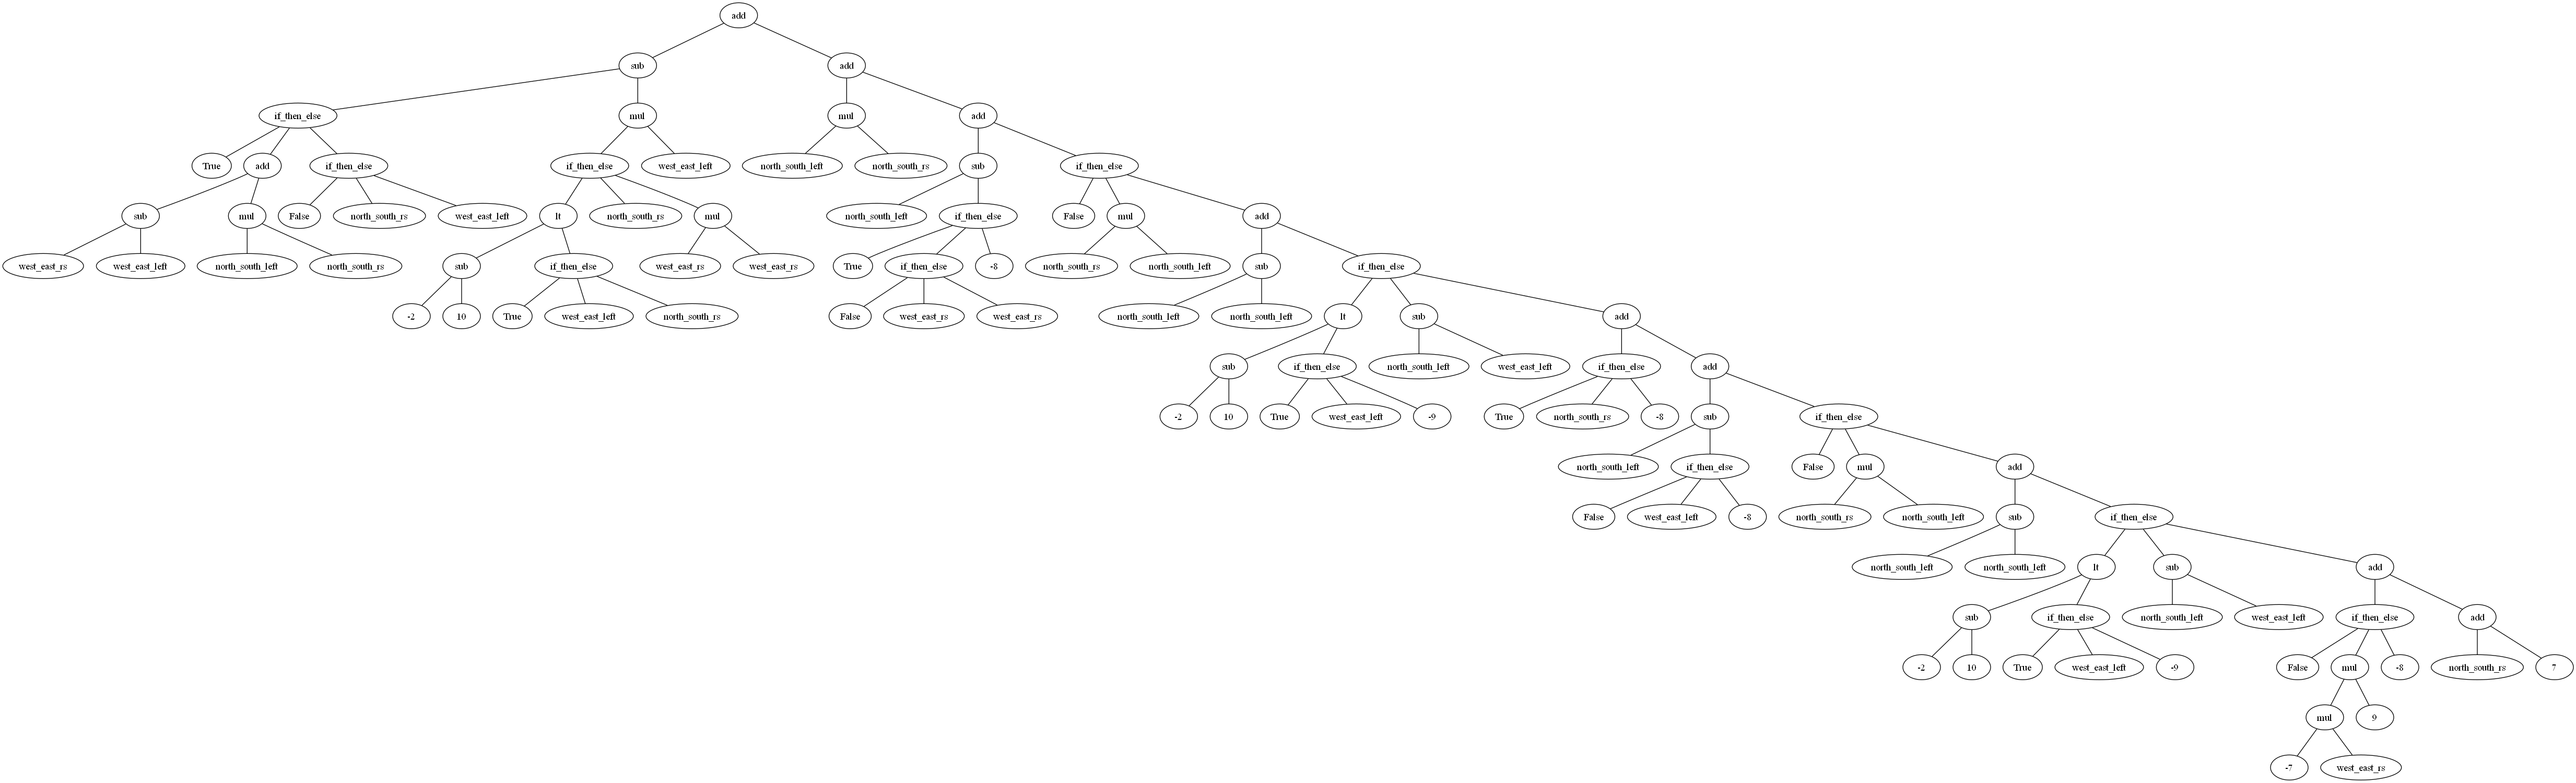 add
sub add
if_then_else mul mul add
True add if_then_else if_then_else west_east_left north_south_left north_south_rs sub if_then_else
sub mul False north_south_rs west_east_left lt north_south_rs mul north_south_left if_then_else False mul add
west_east_rs west_east_left north_south_left north_south_rs sub if_then_else west_east_rs west_east_rs True if_then_else -8 north_south_rs north_south_left sub if_then_else
-2 10 True west_east_left north_south_rs False west_east_rs west_east_rs north_south_left north_south_left lt sub add
sub if_then_else north_south_left west_east_left if_then_else add
-2 10 True west_east_left -9 True north_south_rs -8 sub if_then_else
north_south_left if_then_else False mul add
False west_east_left -8 north_south_rs north_south_left sub if_then_else
north_south_left north_south_left lt sub add
sub if_then_else north_south_left west_east_left if_then_else add
-2 10 True west_east_left -9 False mul -8 north_south_rs 7
mul 9
-7 west_east_rs